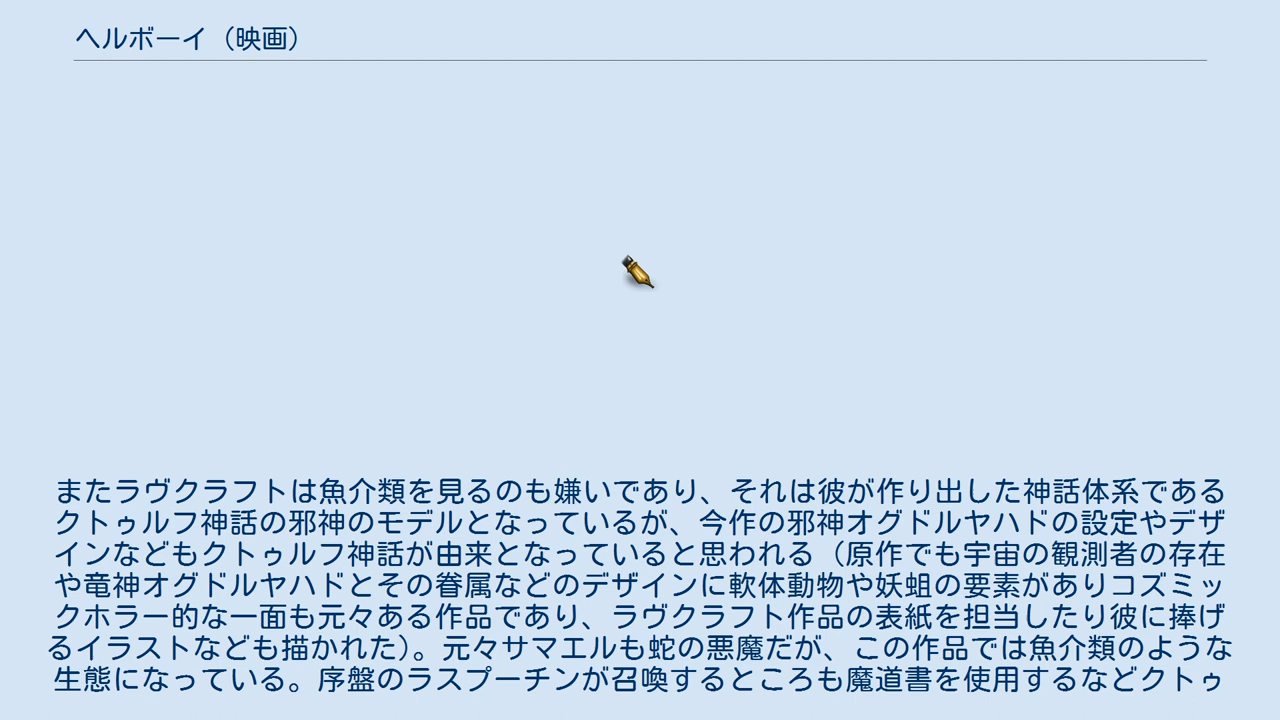 ヘルボーイ（映画）
またラヴクラフトは魚介類を見るのも嫌いであり、それは彼が作り出した神話体系である
クトゥルフ神話の邪神のモデルとなっているが、今作の邪神オグドルヤハドの設定やデザ
インなどもクトゥルフ神話が由来となっていると思われる（原作でも宇宙の観測者の存在
や竜神オグドルヤハドとその眷属などのデザインに軟体動物や妖蛆の要素がありコズミッ
クホラー的な一面も元々ある作品であり、ラヴクラフト作品の表紙を担当したり彼に捧げ
るイラストなども描かれた）。元々サマエルも蛇の悪魔だが、この作品では魚介類のような
生態になっている。序盤のラスプーチンが召喚するところも魔道書を使用するなどクトゥ